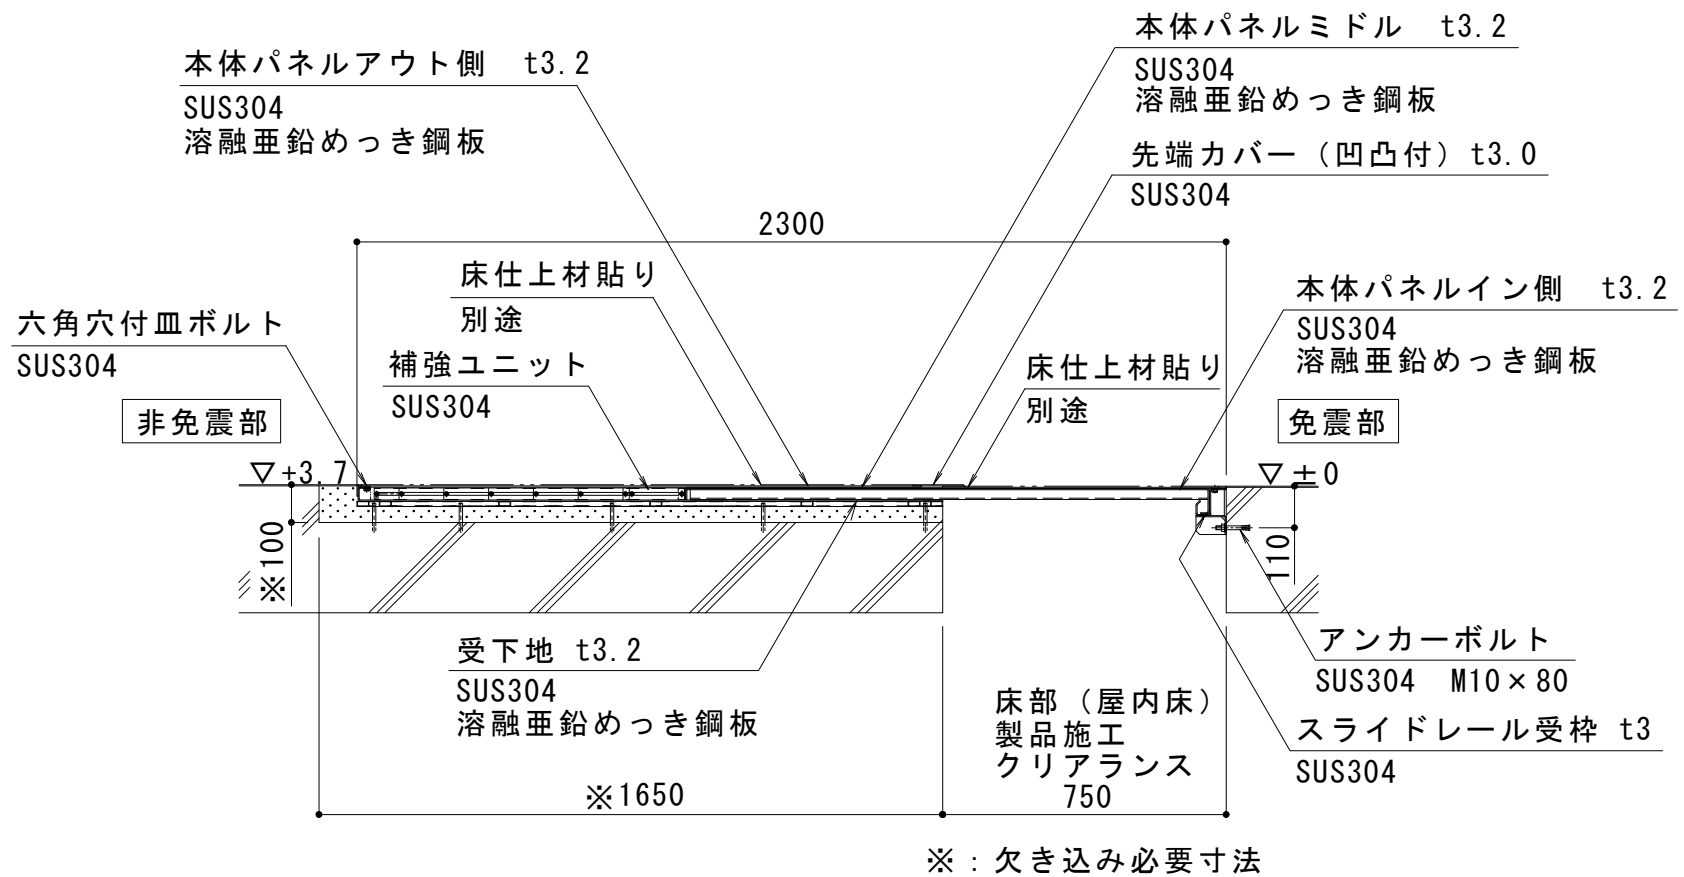 本体パネルミドル t3.2
SUS304
溶融亜鉛めっき鋼板
本体パネルアウト側 t3.2
SUS304
溶融亜鉛めっき鋼板
先端カバー（凹凸付）t3.0
SUS304
2300
床仕上材貼り
別途
本体パネルイン側 t3.2
SUS304
溶融亜鉛めっき鋼板
六角穴付皿ボルト
SUS304
補強ユニット
SUS304
床仕上材貼り
別途
非免震部
免震部
▽+3.7
▽±0
※100
110
受下地 t3.2
SUS304
溶融亜鉛めっき鋼板
アンカーボルト
SUS304 M10×80
床部（屋内床）
製品施工
クリアランス
750
スライドレール受枠 t3
SUS304
※1650
※：欠き込み必要寸法